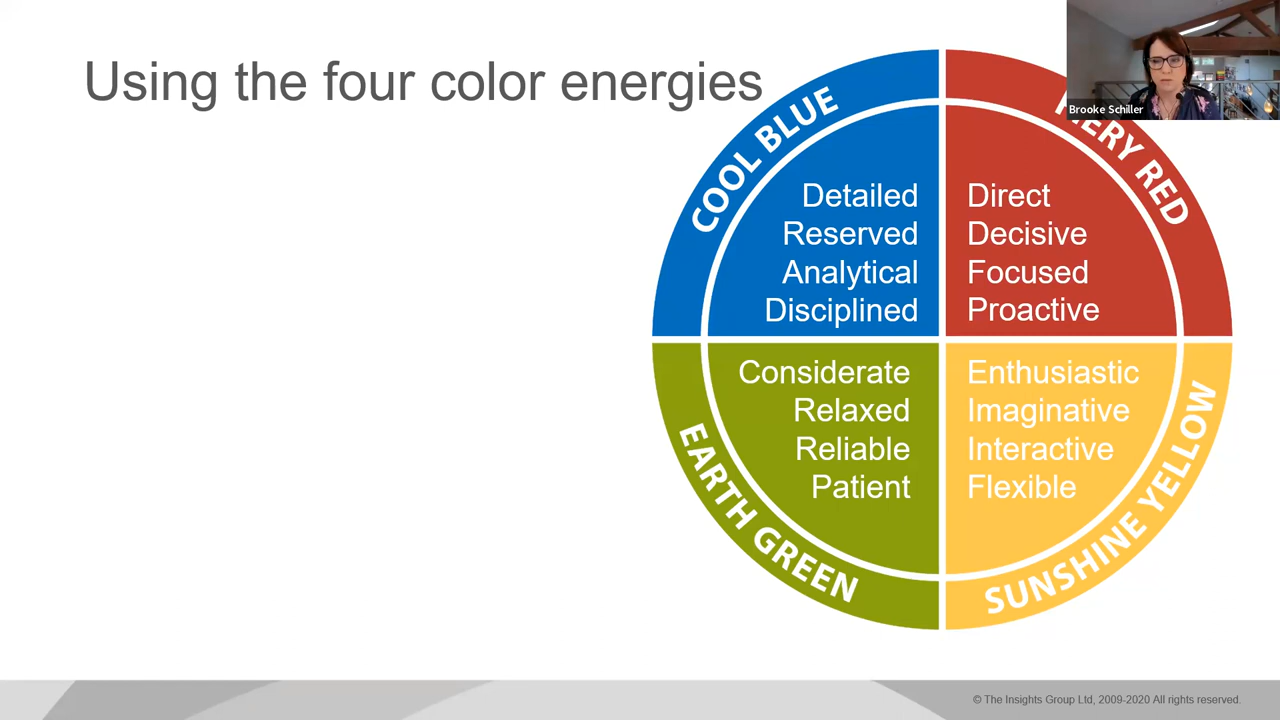 Using the four color energies
Brooke Schiller
COOL BLUE
Detailed
Reserved
Analytical
Disciplined
FIERY RED
Direct
Decisive
Focused
Proactive
EARTH GREEN
Considerate
Relaxed
Reliable
Patient
SUNSHINE YELLOW
Enthusiastic
Imaginative
Interactive
Flexible
© The Insights Group Ltd, 2009-2020 All rights reserved.